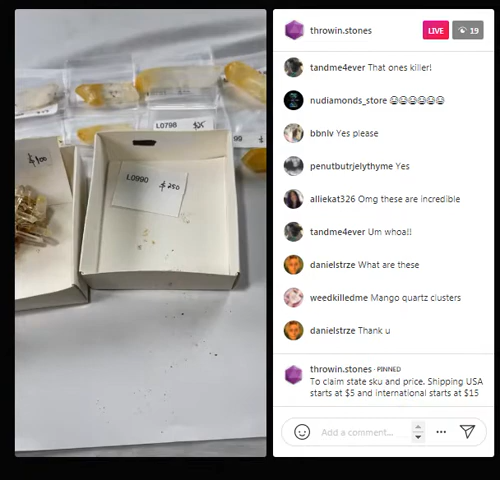 $100
L0798 $25
09
L0990 $250
throwin.stones LIVE 19
tandme4ever That ones killer!
nudiamonds_store
bbnlv Yes please
penutbutrjelythyme Yes
alliekat326 Omg these are incredible
tandme4ever Um whoa!!
danielstrze What are these
weedkilledme Mango quartz clusters
danielstrze Thank u
throwin.stones · PINNED
To claim state sku and price. Shipping USA
starts at $5 and international starts at $15
Add a comment...